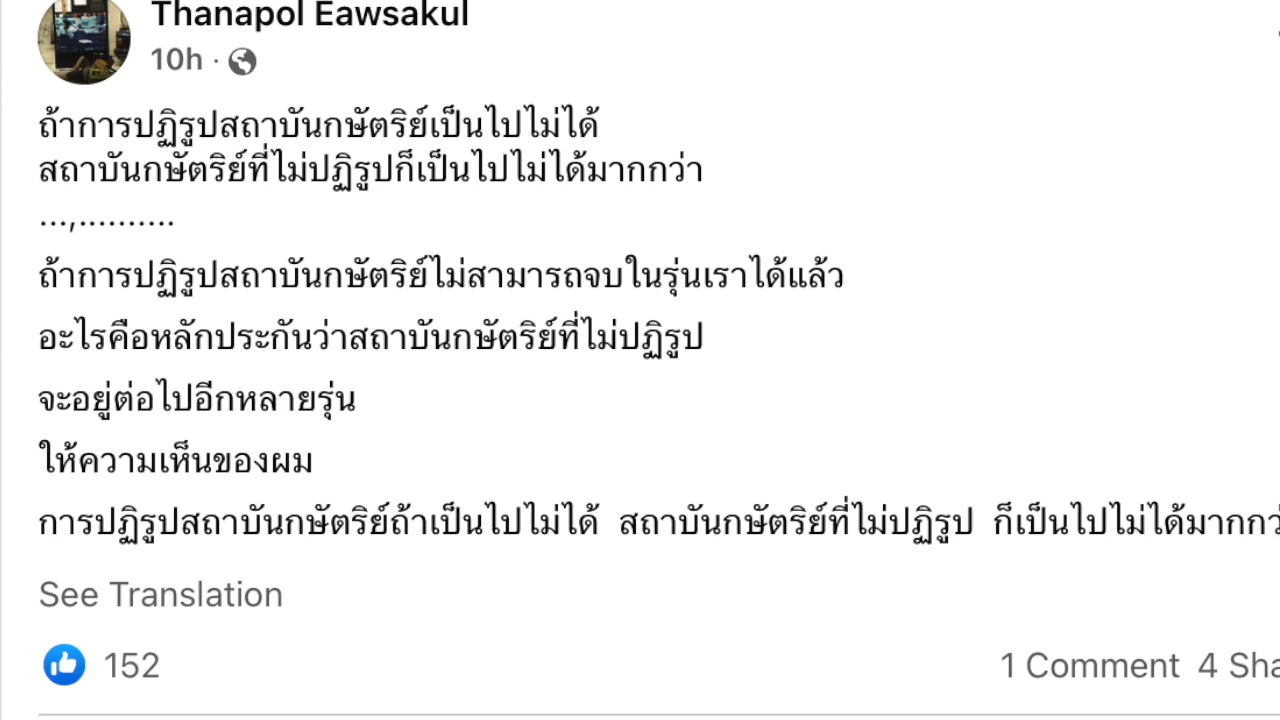 Thanapol Eawsakul
10h ·
ถ้าการปฏิรูปสถาบันกษัตริย์เป็นไปไม่ได้
สถาบันกษัตริย์ที่ไม่ปฏิรูปก็เป็นไปไม่ได้มากกว่า
...,..........
ถ้าการปฏิรูปสถาบันกษัตริย์ไม่สามารถจบในรุ่นเราได้แล้ว
อะไรคือหลักประกันว่าสถาบันกษัตริย์ที่ไม่ปฏิรูป
จะอยู่ต่อไปอีกหลายรุ่น
ให้ความเห็นของผม
การปฏิรูปสถาบันกษัตริย์ถ้าเป็นไปไม่ได้ สถาบันกษัตริย์ที่ไม่ปฏิรูป ก็เป็นไปไม่ได้มากกว่
See Translation
152
1 Comment 4 Sha